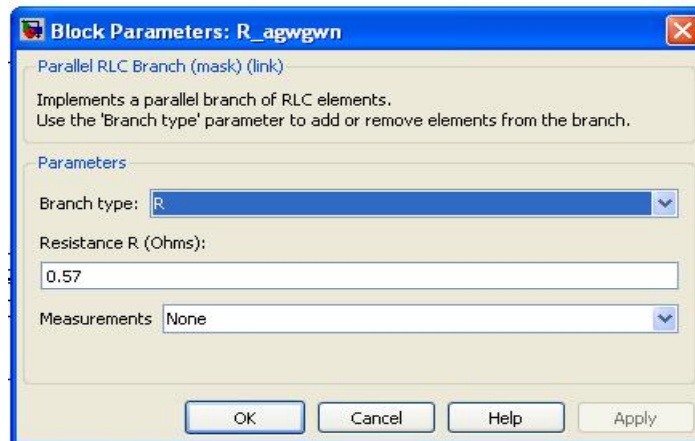 Block Parameters: R_agwgwn
Parallel RLC Branch (mask) (link)
Implements a parallel branch of RLC elements.
Use the 'Branch type' parameter to add or remove elements from the branch.
Parameters
Branch type: R
Resistance R (Ohms):
0.57
Measurements None
OK Cancel Help Apply